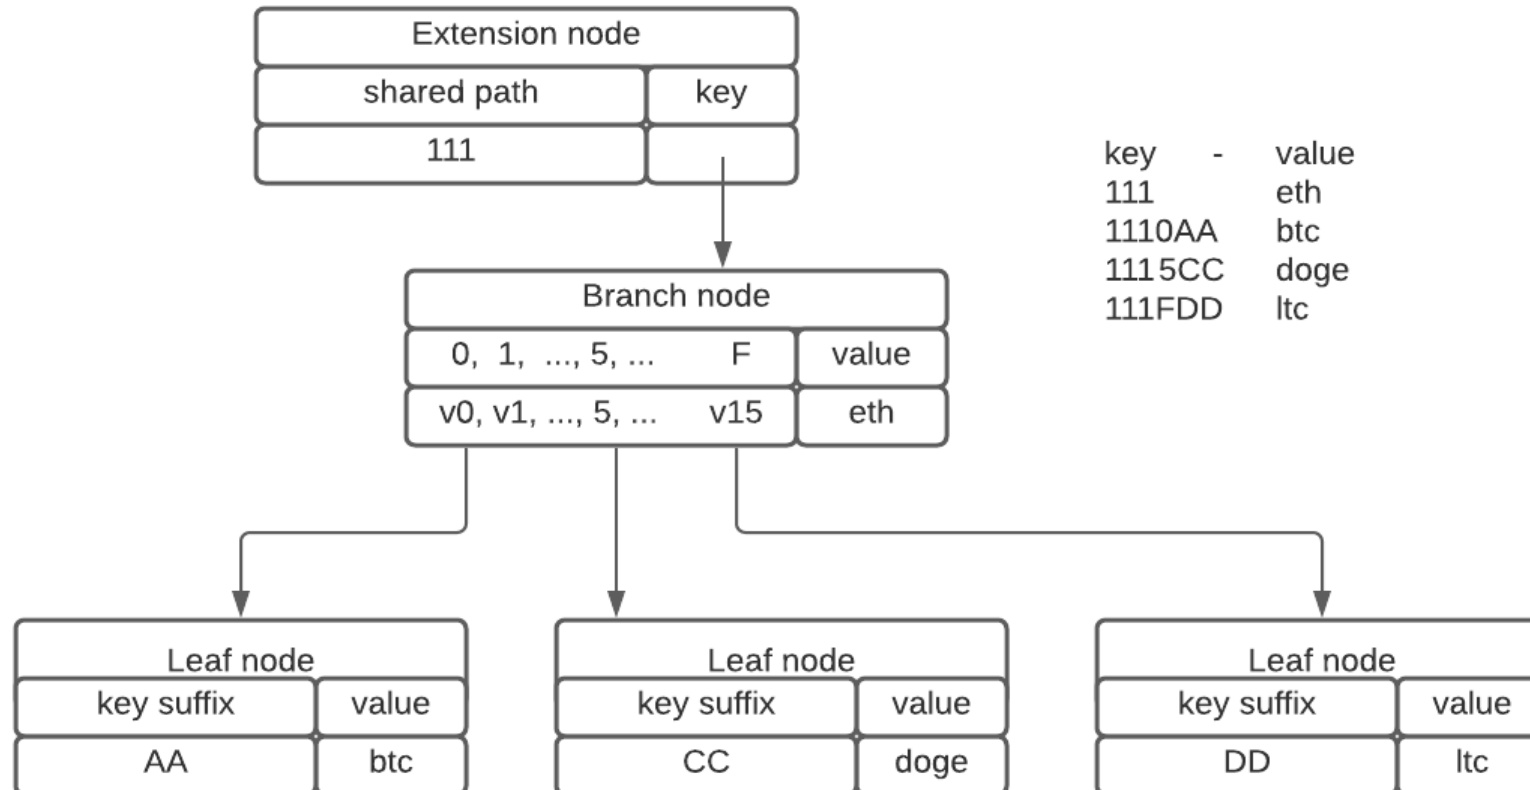 Extension node
shared path key
111
key - value
111 eth
1110AA btc
1115CC doge
111FDD ltc
Branch node
0, 1, ..., 5, ... F value
v0, v1, ..., 5, ... v15 eth
Leaf node Leaf node Leaf node
key suffix value key suffix value key suffix value
AA btc CC doge DD ltc